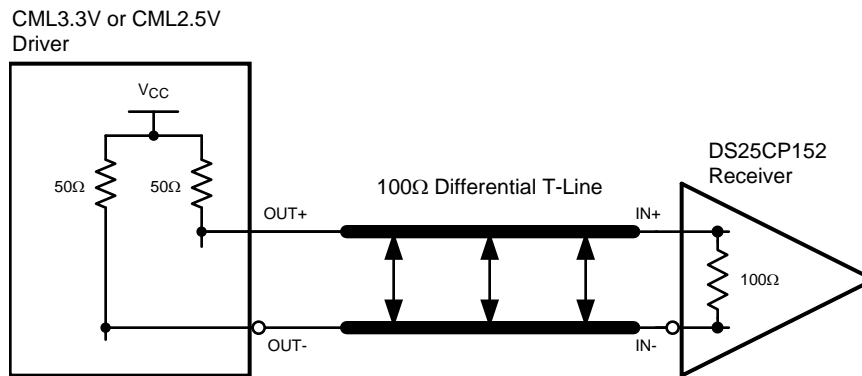 CML3.3V or CML2.5V
Driver
VCC
50Ω
50Ω
OUT+
OUT-
100Ω Differential T-Line
IN+
IN-
DS25CP152
Receiver
100Ω